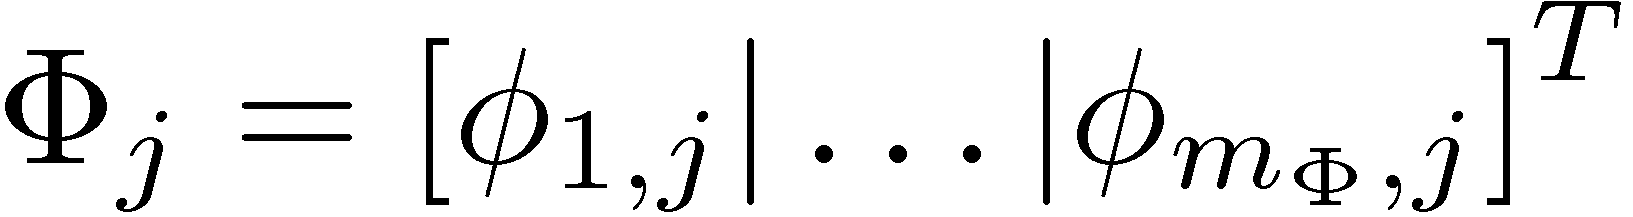 Φ_j = [ϕ_{1,j}| . . . |ϕ_{m_Φ,j}]^T